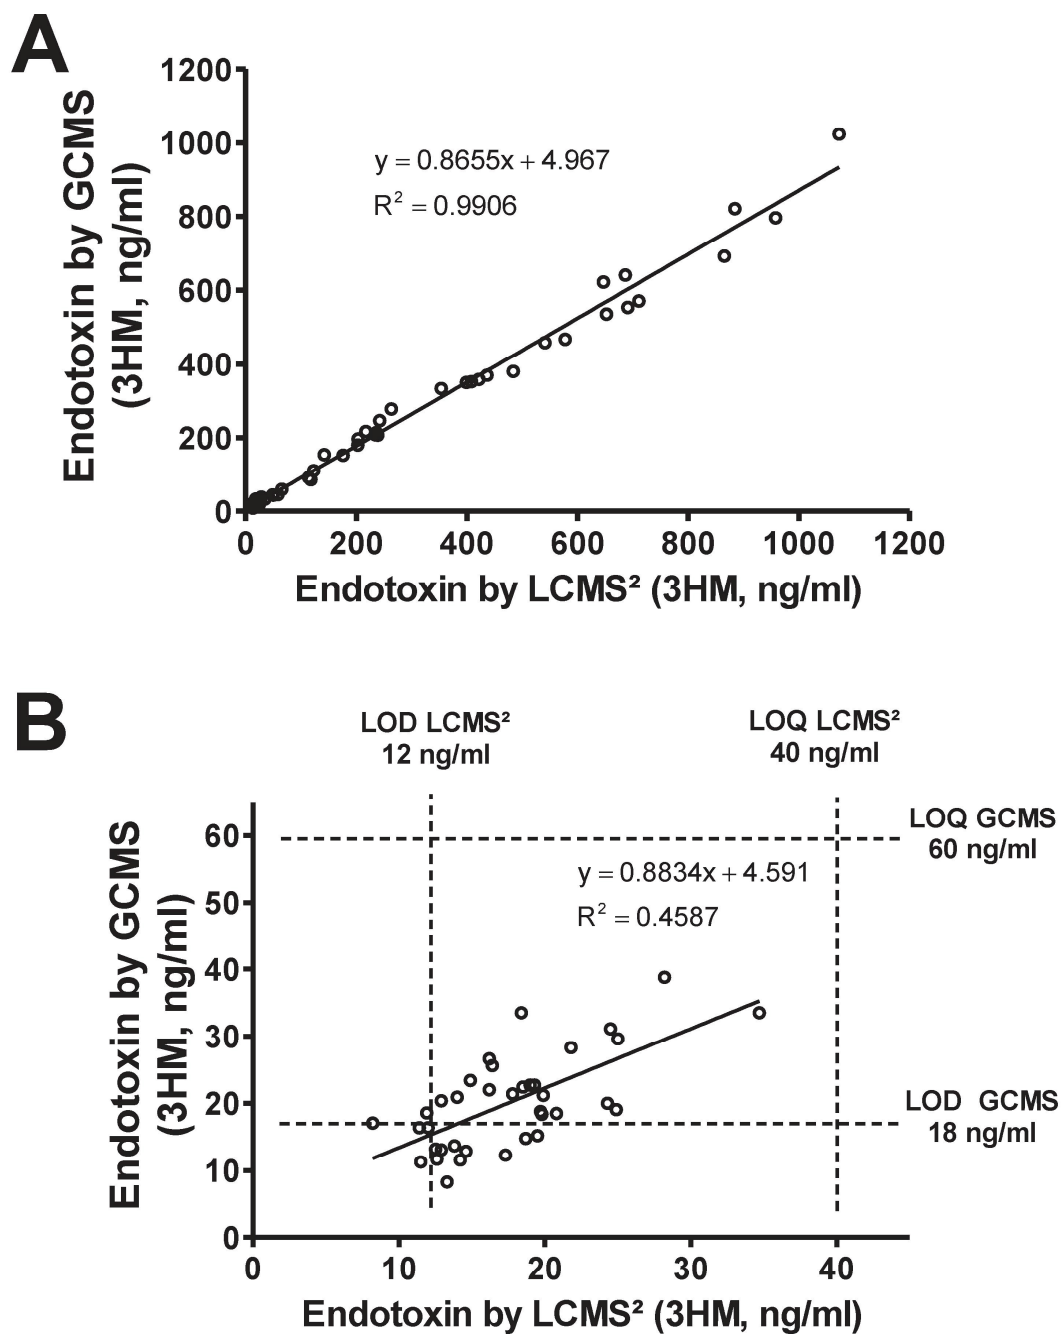 A
Endotoxin by GCMS
(3HM, ng/ml)
1200
1000
800
600
400
200
0
y = 0.8655x + 4.967
R² = 0.9906
0 200 400 600 800 1000 1200
Endotoxin by LCMS² (3HM, ng/ml)
B
LOD LCMS²
12 ng/ml
LOQ LCMS²
40 ng/ml
Endotoxin by GCMS
(3HM, ng/ml)
60
50
40
30
20
10
0
LOQ GCMS
60 ng/ml
y = 0.8834x + 4.591
R² = 0.4587
LOD GCMS
18 ng/ml
0 10 20 30 40
Endotoxin by LCMS² (3HM, ng/ml)